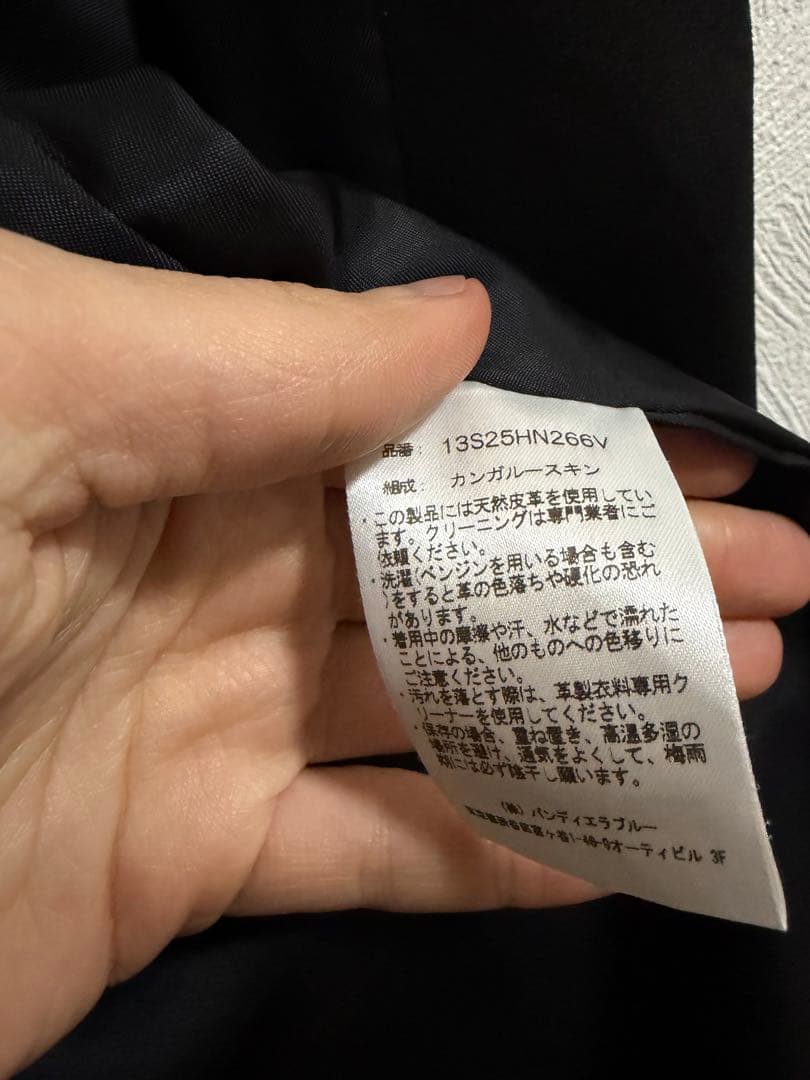 品番: 13S25HN266V
組成: カンガルースキン
・この製品には天然皮革を使用してい
ます。クリーニングは専門業者にご
依頼ください。
・洗濯(ベンジンを用いる場合も含む
)をすると革の色落ちや硬化の恐れ
があります。
・着用中の摩擦や汗、水などで濡れた
ことによる、他のものへの色移りに
ご注意ください。
・汚れを落とす際は、革製衣料専用ク
リーナーを使用してください。
・保存の場合、重ね置き、高温多湿の
場所を避け、通気をよくして、梅雨
期には必ず陰干し願います。
(株) バンディエラブルー
オーティビル 3F